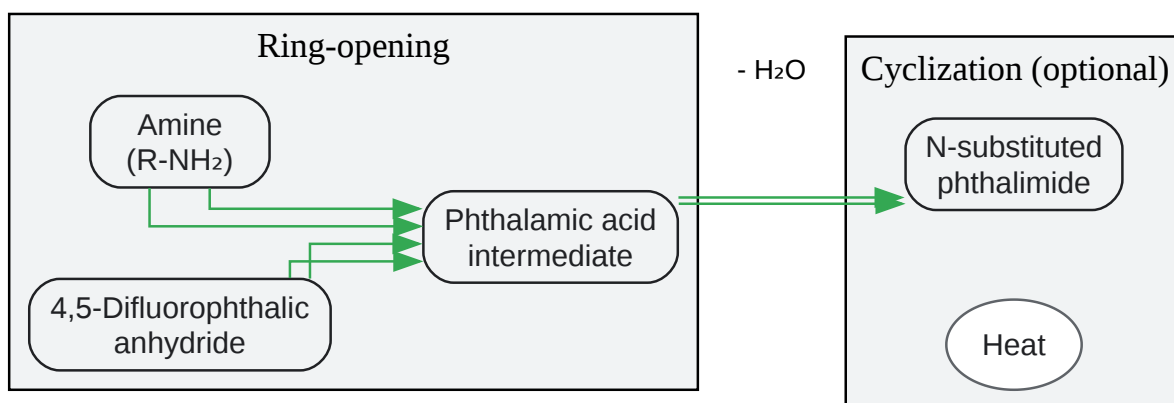 Ring-opening
Amine
(R-NH₂)
4,5-Difluorophthalic
anhydride
Phthalamic acid
intermediate
- H₂O
Cyclization (optional)
N-substituted
phthalimide
Heat